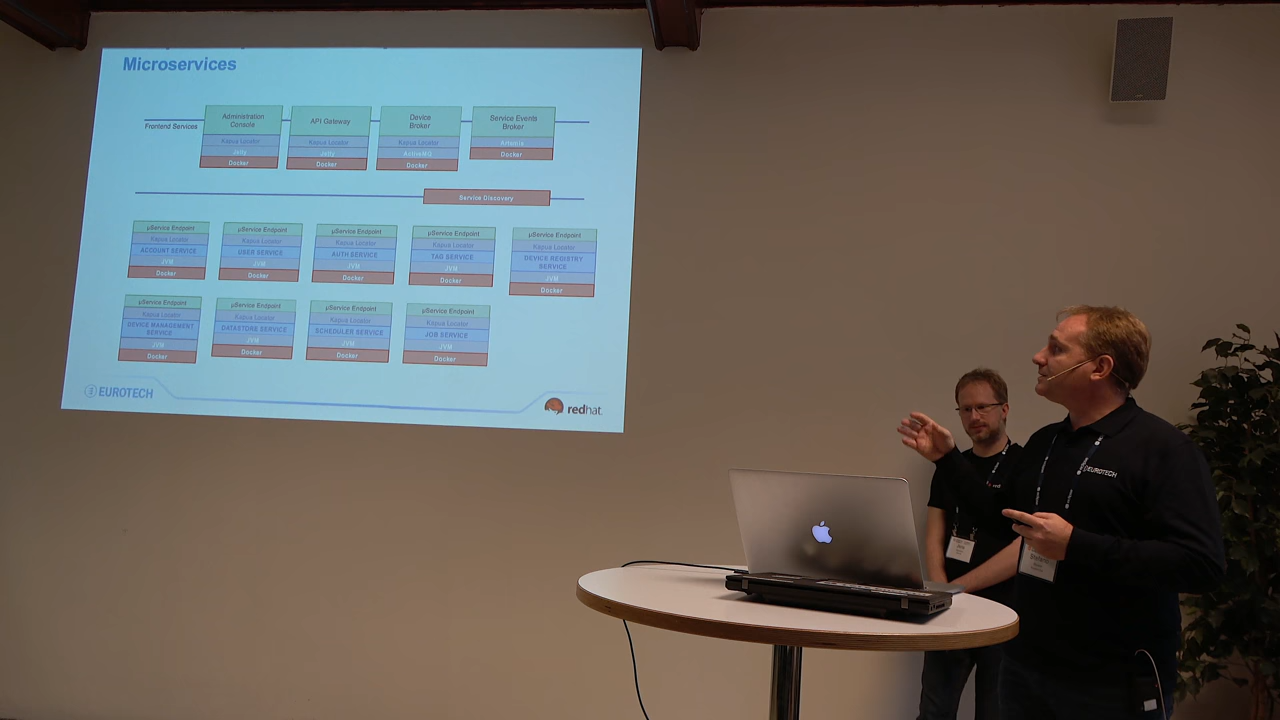 Microservices
Frontend Services
Administration
Console
Kapua Locator
Jetty
Docker
API Gateway
Kapua Locator
Jetty
Docker
Device
Broker
Kapua Locator
ActiveMQ
Docker
Service Events
Broker
Artemis
Docker
Service Discovery
µService Endpoint
Kapua Locator
ACCOUNT SERVICE
JVM
Docker
µService Endpoint
Kapua Locator
USER SERVICE
JVM
Docker
µService Endpoint
Kapua Locator
AUTH SERVICE
JVM
Docker
µService Endpoint
Kapua Locator
TAG SERVICE
JVM
Docker
µService Endpoint
Kapua Locator
DEVICE REGISTRY
SERVICE
JVM
Docker
µService Endpoint
Kapua Locator
DEVICE MANAGEMENT
SERVICE
JVM
Docker
µService Endpoint
Kapua Locator
DATASTORE SERVICE
JVM
Docker
µService Endpoint
Kapua Locator
SCHEDULER SERVICE
JVM
Docker
µService Endpoint
Kapua Locator
JOB SERVICE
JVM
Docker
EUROTECH
redhat.
EUROTECH